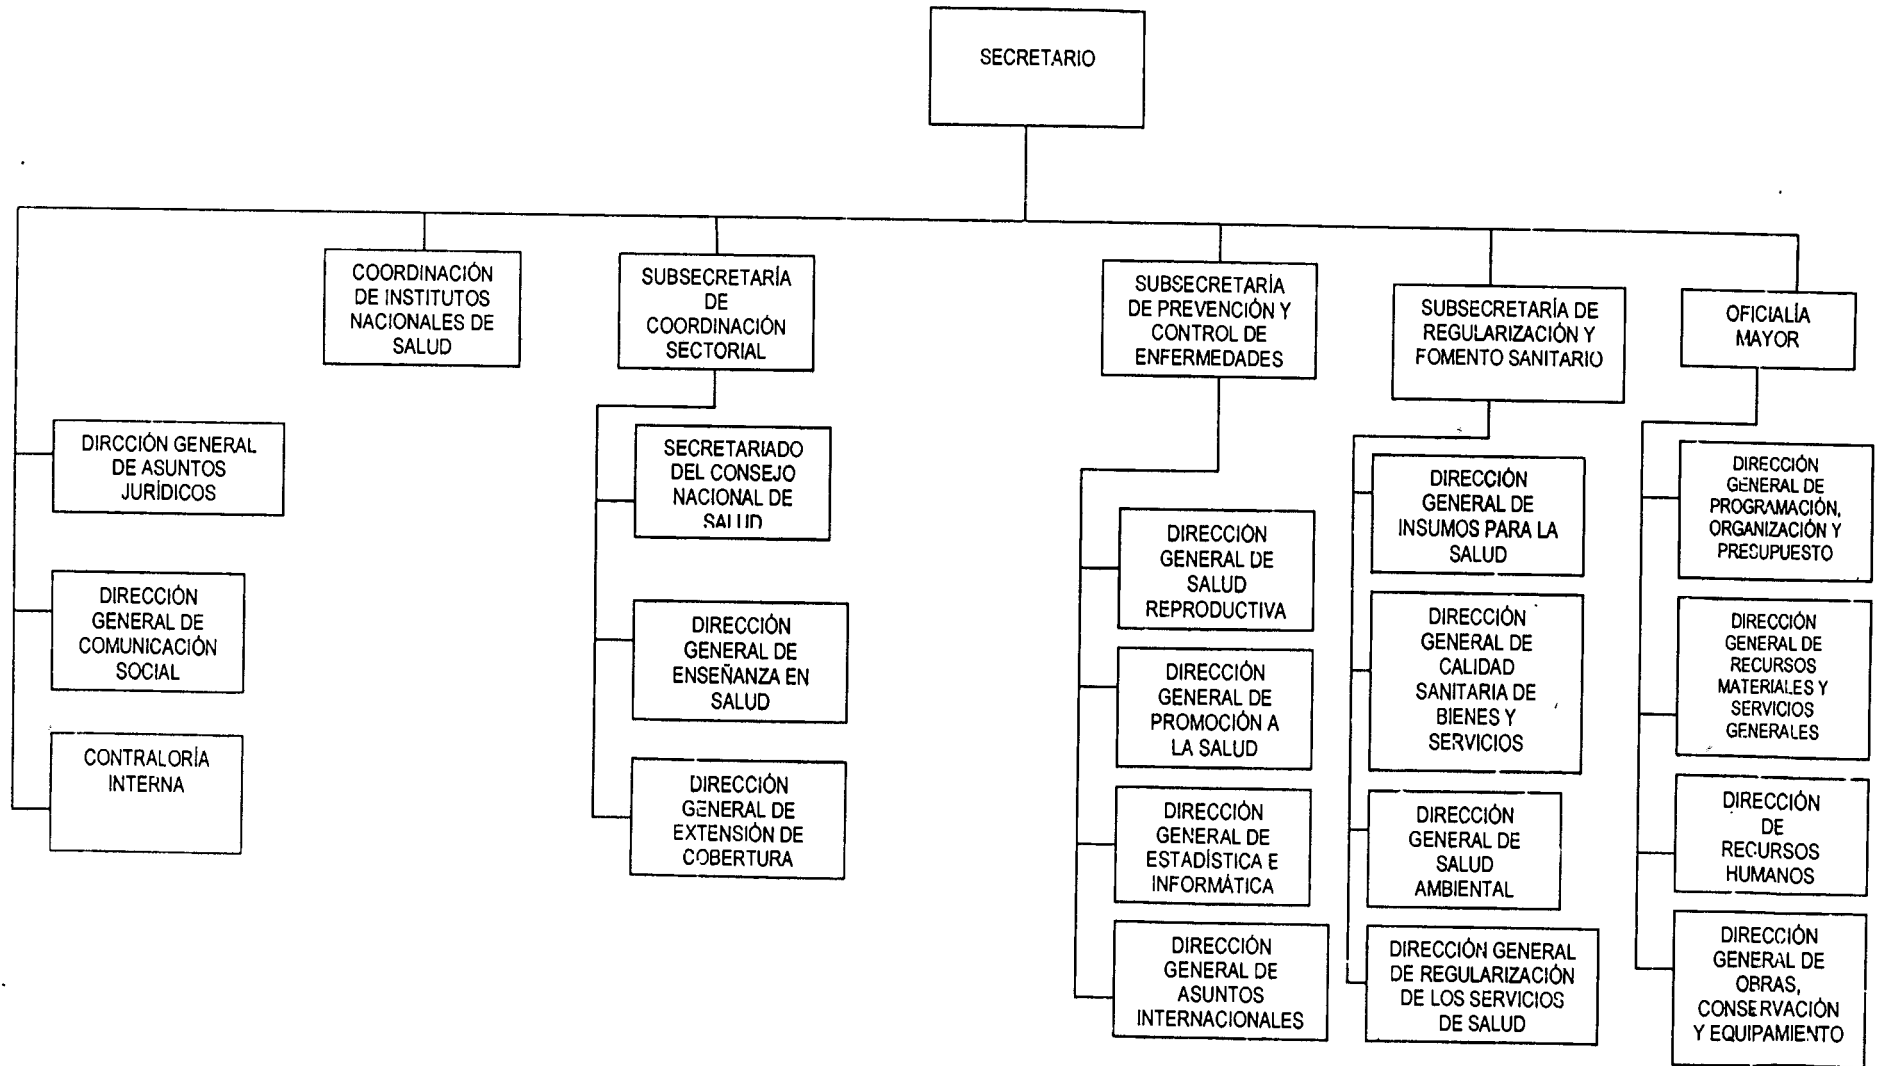 SECRETARIO
COORDINACIÓN
DE INSTITUTOS
NACIONALES DE
SALUD
SUBSECRETARÍA
DE
COORDINACIÓN
SECTORIAL
SUBSECRETARÍA
DE PREVENCIÓN Y
CONTROL DE
ENFERMEDADES
SUBSECRETARÍA DE
REGULARIZACIÓN Y
FOMENTO SANITARIO
OFICIALÍA
MAYOR
DIRCCIÓN GENERAL
DE ASUNTOS
JURÍDICOS
DIRECCIÓN
GENERAL DE
COMUNICACIÓN
SOCIAL
CONTRALORÍA
INTERNA
SECRETARIADO
DEL CONSEJO
NACIONAL DE
SALUD
DIRECCIÓN
GENERAL DE
ENSEÑANZA EN
SALUD
DIRECCIÓN
GENERAL DE
EXTENSIÓN DE
COBERTURA
DIRECCIÓN
GENERAL DE
SALUD
REPRODUCTIVA
DIRECCIÓN
GENERAL DE
PROMOCIÓN A
LA SALUD
DIRECCIÓN
GENERAL DE
ESTADÍSTICA E
INFORMÁTICA
DIRECCIÓN
GENERAL DE
ASUNTOS
INTERNACIONALES
DIRECCIÓN
GENERAL DE
INSUMOS PARA LA
SALUD
DIRECCIÓN
GENERAL DE
CALIDAD
SANITARIA DE
BIENES Y
SERVICIOS
DIRECCIÓN
GENERAL DE
SALUD
AMBIENTAL
DIRECCIÓN GENERAL
DE REGULARIZACIÓN
DE LOS SERVICIOS
DE SALUD
DIRECCIÓN
GENERAL DE
PROGRAMACIÓN,
ORGANIZACIÓN Y
PRESUPUESTO
DIRECCIÓN
GENERAL DE
RECURSOS
MATERIALES Y
SERVICIOS
GENERALES
DIRECCIÓN
DE
RECURSOS
HUMANOS
DIRECCIÓN
GENERAL DE
OBRAS,
CONSERVACIÓN
Y EQUIPAMIENTO